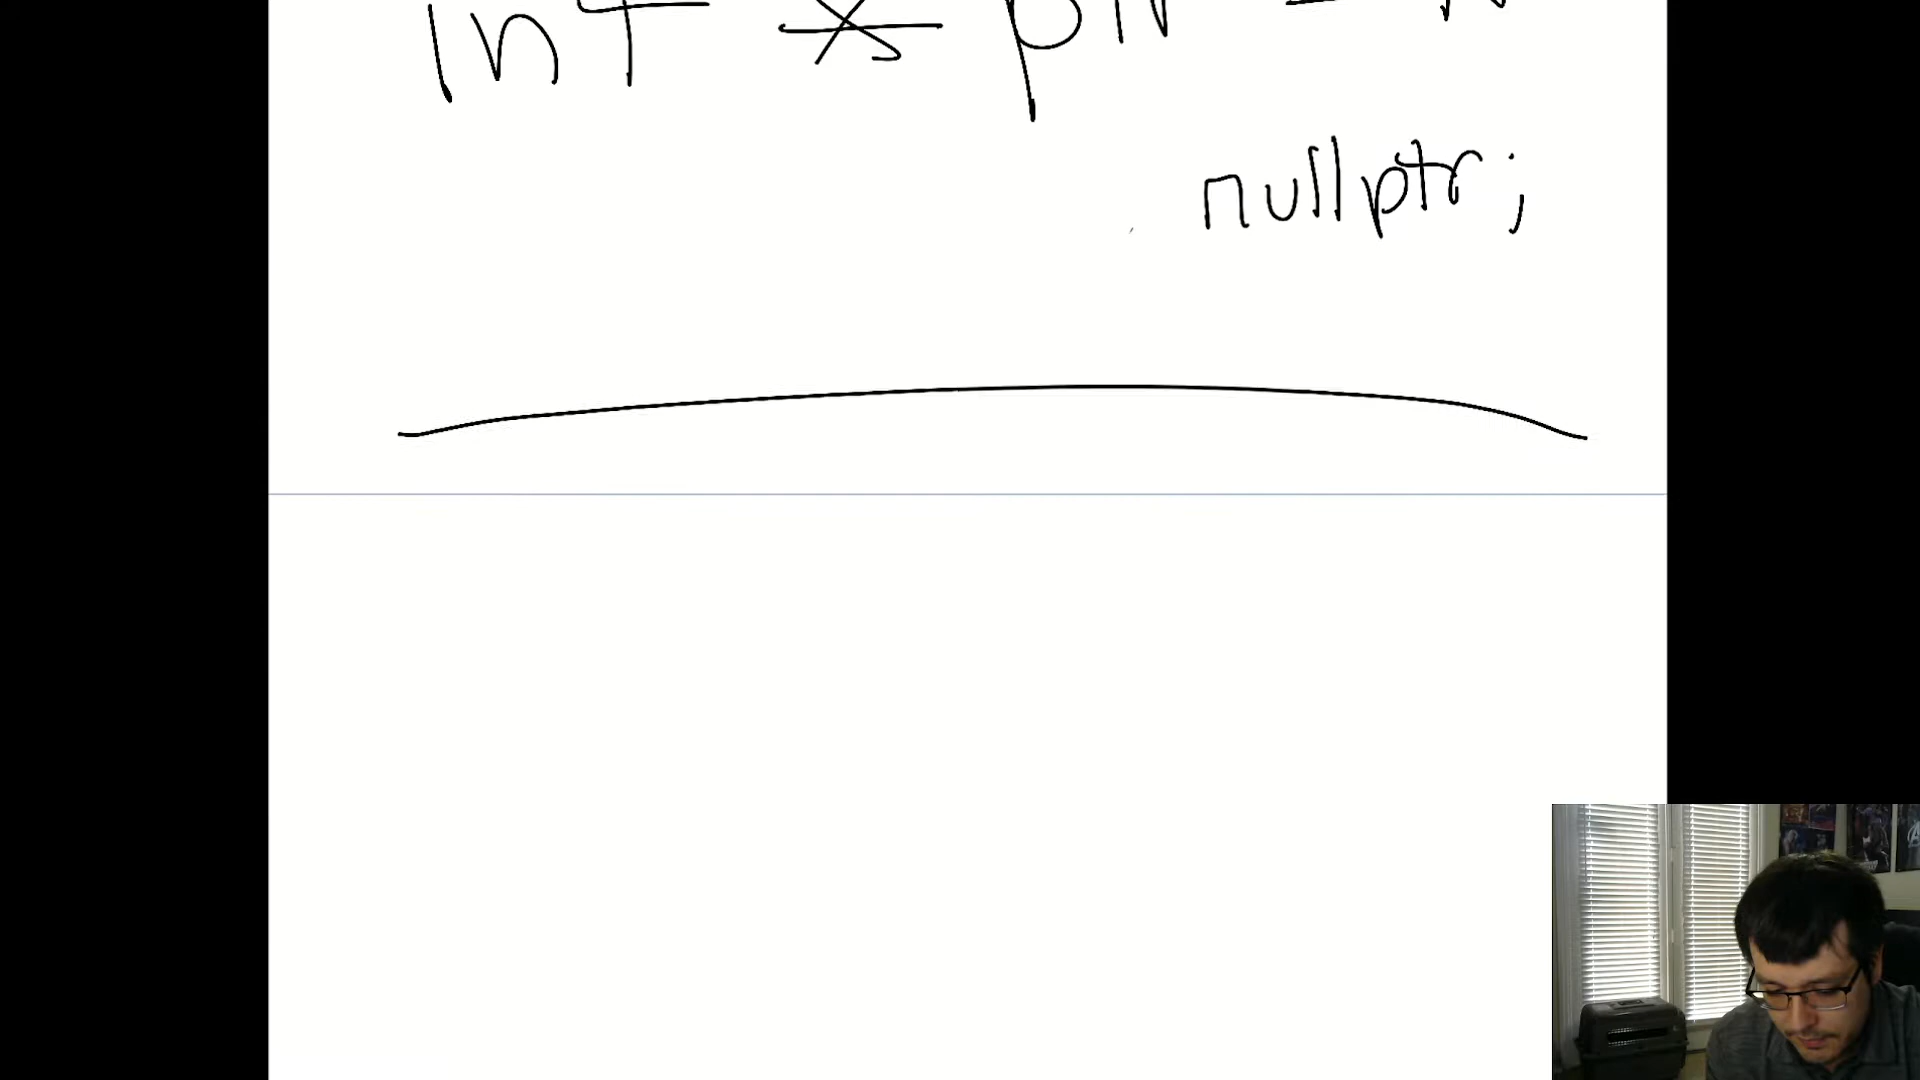 int * ptr =
nullptr;